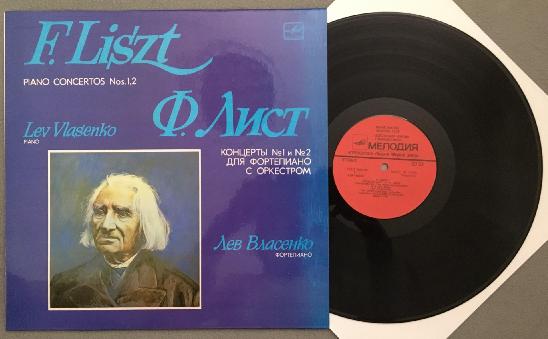 F. Liszt
PIANO CONCERTOS Nos. 1, 2
Lev Vlasenko
PIANO
Ф. Лист
КОНЦЕРТЫ №1 и №2
ДЛЯ ФОРТЕПИАНО
С ОРКЕСТРОМ
Лев Власенко
ФОРТЕПИАНО
МЕЛОДИЯ